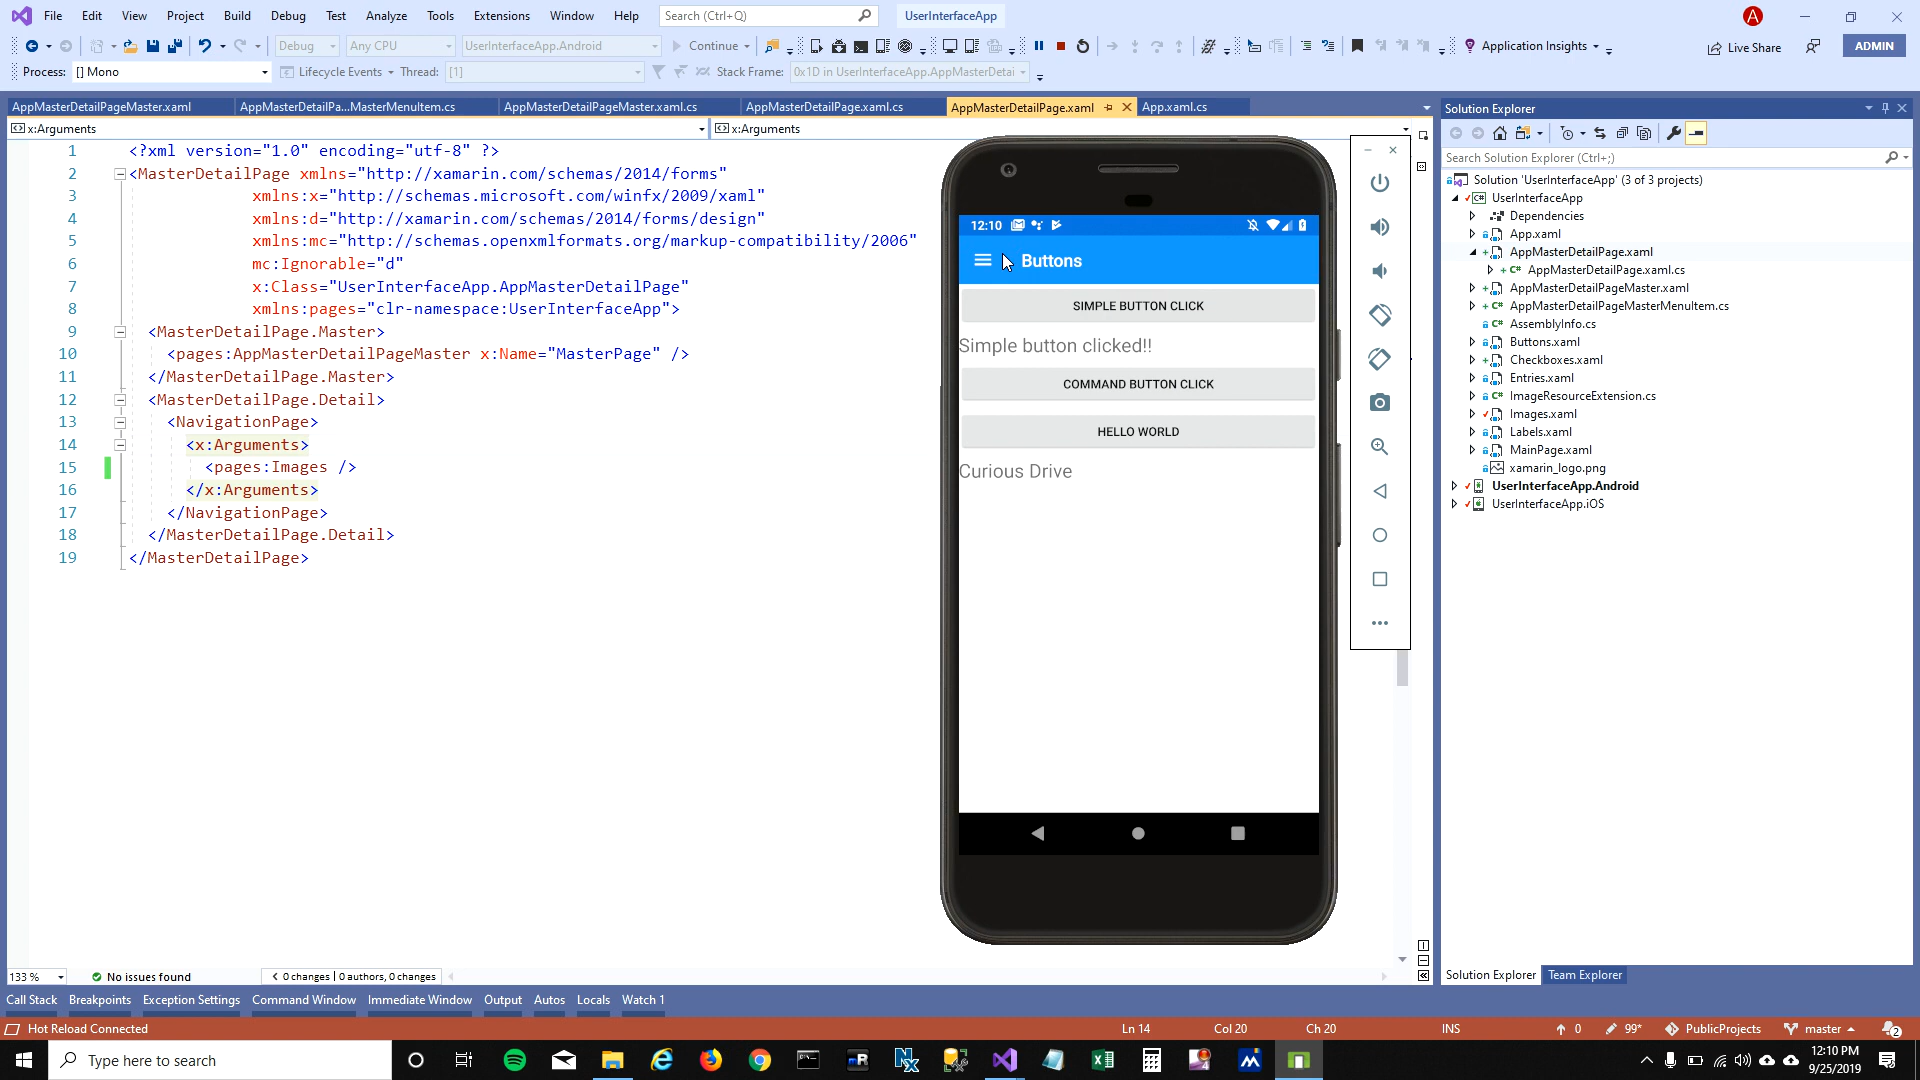 File Edit View Project Build Debug Test Analyze Tools Extensions Window Help Search (Ctrl+Q) UserInterfaceApp A
Debug Any CPU UserInterfaceApp.Android Continue Application Insights Live Share ADMIN
Process: [] Mono Lifecycle Events Thread: [1] Stack Frame: 0x1D in UserInterfaceApp.AppMasterDetai
AppMasterDetailPageMaster.xaml AppMasterDetailPa...MasterMenuItem.cs AppMasterDetailPageMaster.xaml.cs AppMasterDetailPage.xaml.cs AppMasterDetailPage.xaml App.xaml.cs
x:Arguments x:Arguments
1 <?xml version="1.0" encoding="utf-8" ?>
2 <MasterDetailPage xmlns="http://xamarin.com/schemas/2014/forms"
3 xmlns:x="http://schemas.microsoft.com/winfx/2009/xaml"
4 xmlns:d="http://xamarin.com/schemas/2014/forms/design"
5 xmlns:mc="http://schemas.openxmlformats.org/markup-compatibility/2006"
6 mc:Ignorable="d"
7 x:Class="UserInterfaceApp.AppMasterDetailPage"
8 xmlns:pages="clr-namespace:UserInterfaceApp">
9 <MasterDetailPage.Master>
10 <pages:AppMasterDetailPageMaster x:Name="MasterPage" />
11 </MasterDetailPage.Master>
12 <MasterDetailPage.Detail>
13 <NavigationPage>
14 <x:Arguments>
15 <pages:Images />
16 </x:Arguments>
17 </NavigationPage>
18 </MasterDetailPage.Detail>
19 </MasterDetailPage>
12:10
Buttons
SIMPLE BUTTON CLICK
Simple button clicked!!
COMMAND BUTTON CLICK
HELLO WORLD
Curious Drive
Solution Explorer
Search Solution Explorer (Ctrl+;)
Solution 'UserInterfaceApp' (3 of 3 projects)
UserInterfaceApp
Dependencies
App.xaml
AppMasterDetailPage.xaml
AppMasterDetailPage.xaml.cs
AppMasterDetailPageMaster.xaml
AppMasterDetailPageMasterMenuItem.cs
AssemblyInfo.cs
Buttons.xaml
Checkboxes.xaml
Entries.xaml
ImageResourceExtension.cs
Images.xaml
Labels.xaml
MainPage.xaml
xamarin_logo.png
UserInterfaceApp.Android
UserInterfaceApp.iOS
Solution Explorer Team Explorer
133 % No issues found 0 changes | 0 authors, 0 changes
Call Stack Breakpoints Exception Settings Command Window Immediate Window Output Autos Locals Watch 1
Hot Reload Connected Ln 14 Col 20 Ch 20 INS 0 99* PublicProjects master 2
Type here to search
12:10 PM
9/25/2019